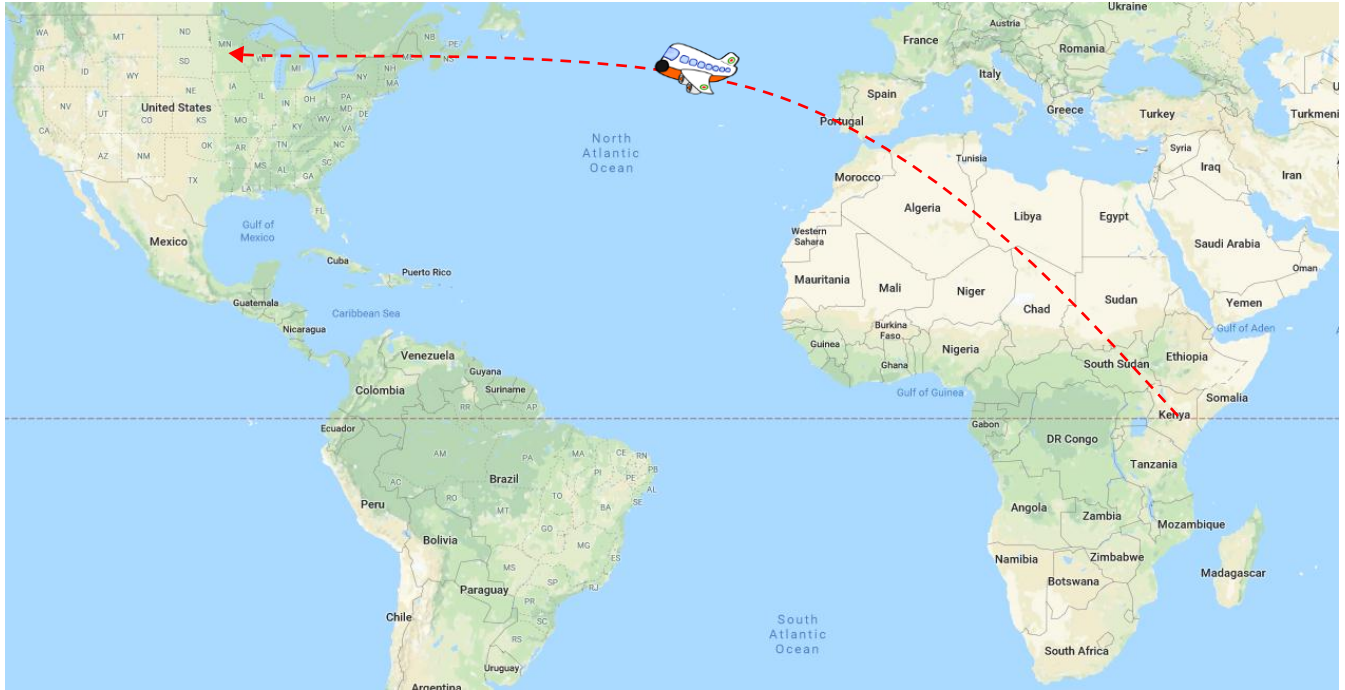 Ukraine
WA
MT
ND
MN
NB
PE
Austria
France
Romania
OR
ID
WY
SD
WI
MI
ME
NS
NH
MA
NY
Italy
Spain
NV
UT
NE
IA
IL
IN
OH
PA
MD
DE
Greece
Turkey
Turkmeni
United States
CO
KS
MO
KY
WV
VA
Portugal
CA
AZ
NM
OK
AR
TN
NC
SC
MS
AL
GA
North
Atlantic
Ocean
Tunisia
Syria
Iraq
Iran
TX
LA
FL
Morocco
Algeria
Libya
Egypt
Gulf of
Mexico
Mexico
Western
Sahara
Saudi Arabia
Cuba
Puerto Rico
Oman
Mauritania
Mali
Niger
Chad
Sudan
Yemen
Guatemala
Caribbean Sea
Nicaragua
Burkina
Faso
Guinea
Nigeria
Gulf of Aden
Venezuela
Guyana
Suriname
Ghana
South Sudan
Ethiopia
Colombia
RR
AP
Gulf of Guinea
Somalia
Kenya
Ecuador
Gabon
DR Congo
AM
PA
MA
CE
RN
PB
PI
PE
AL
SE
Tanzania
AC
RO
Brazil
TO
BA
MT
Peru
Angola
Zambia
Mozambique
GO
Bolivia
MG
ES
Namibia
Zimbabwe
Madagascar
MS
SP
RJ
Botswana
Paraguay
PR
SC
Chile
RS
South
Atlantic
Ocean
South Africa
Uruguay
Argentina